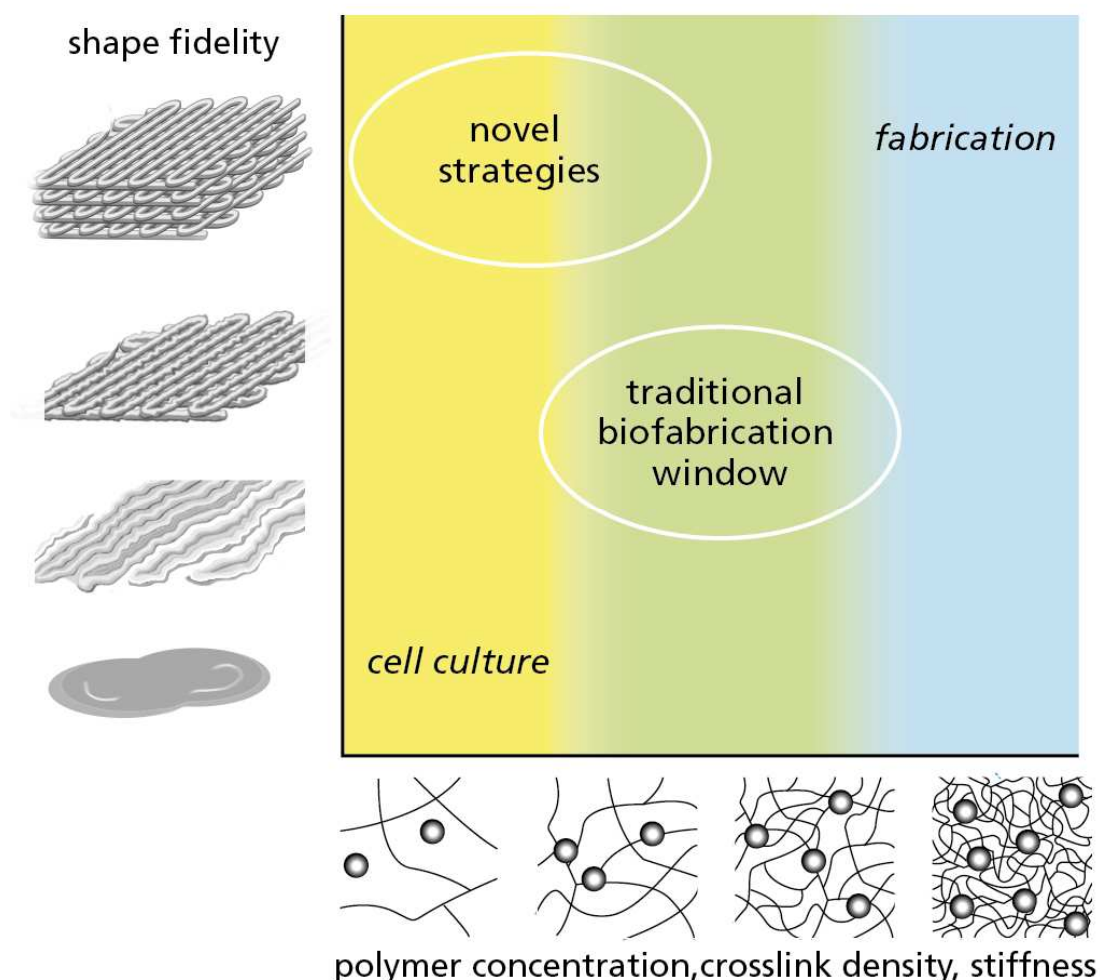 shape fidelity
novel
strategies
fabrication
traditional
biofabrication
window
cell culture
polymer concentration,crosslink density, stiffness